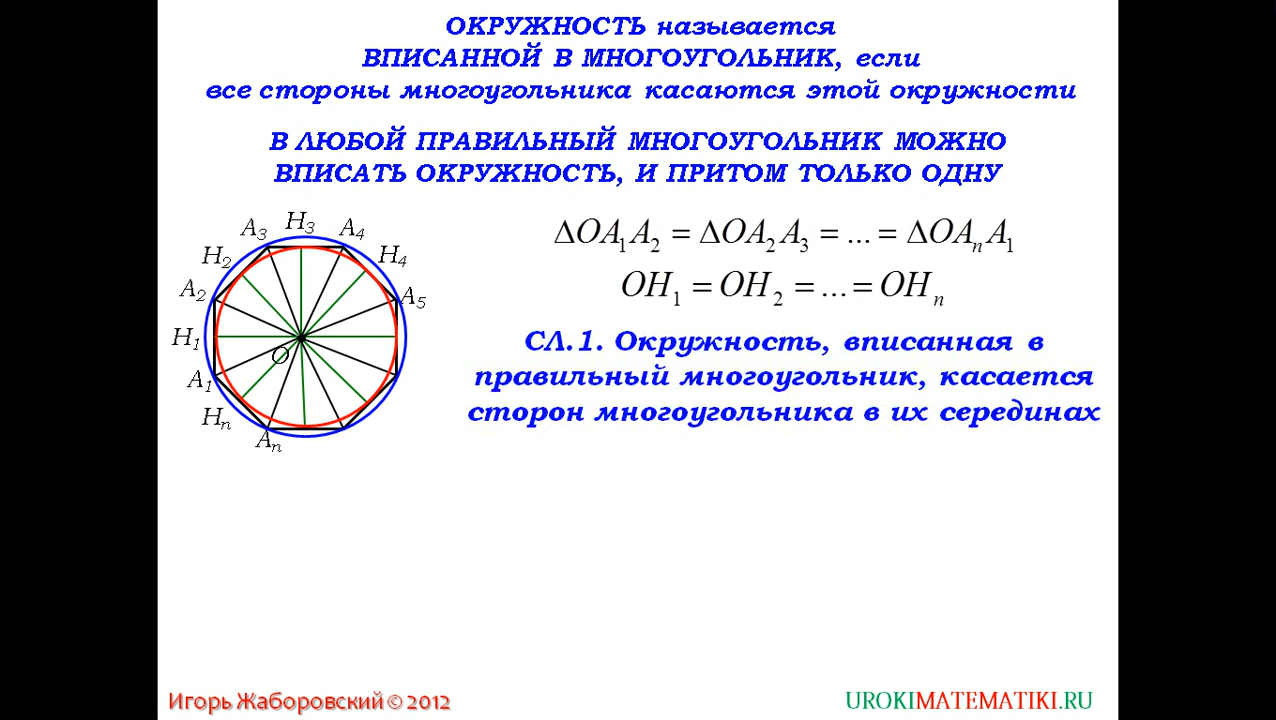 ОКРУЖНОСТЬ называется
ВПИСАННОЙ В МНОГОУГОЛЬНИК, если
все стороны многоугольника касаются этой окружности
В ЛЮБОЙ ПРАВИЛЬНЫЙ МНОГОУГОЛЬНИК МОЖНО
ВПИСАТЬ ОКРУЖНОСТЬ, И ПРИТОМ ТОЛЬКО ОДНУ
A₃ H₃ A₄
H₂ H₄
A₂ A₅
H₁
O
A₁
Hₙ
Aₙ
ΔOA₁A₂ = ΔOA₂A₃ = ... = ΔOAₙA₁
OH₁ = OH₂ = ... = OHₙ
СЛ.1. Окружность, вписанная в
правильный многоугольник, касается
сторон многоугольника в их серединах
Игорь Жаборовский © 2012
UROKIMATEMATIKI.RU